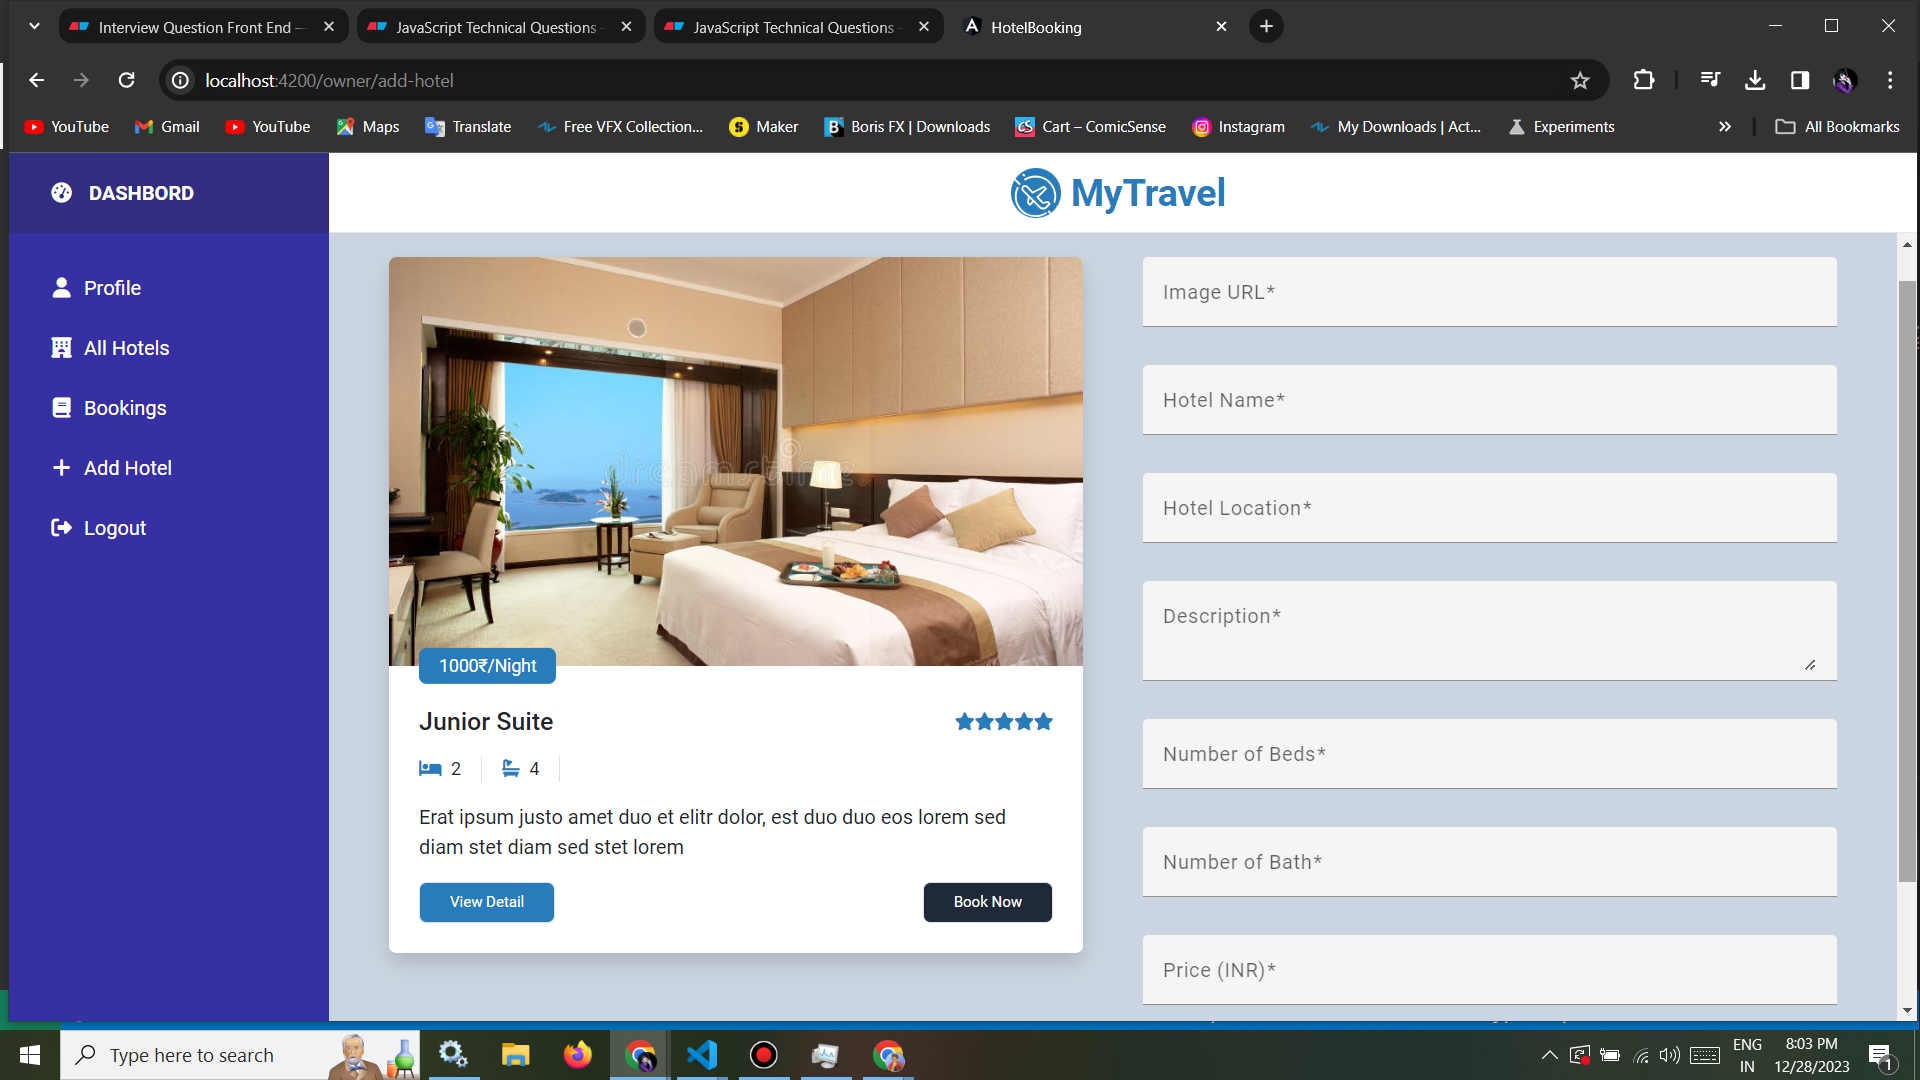 Interview Question Front End —
JavaScript Technical Questions -
JavaScript Technical Questions -
HotelBooking
localhost:4200/owner/add-hotel
YouTube
Gmail
YouTube
Maps
Translate
Free VFX Collection...
Maker
Boris FX | Downloads
Cart – ComicSense
Instagram
My Downloads | Act...
Experiments
All Bookmarks
DASHBORD
MyTravel
Profile
All Hotels
Bookings
Add Hotel
Logout
dreamstime.
1000₹/Night
Junior Suite
2
4
Erat ipsum justo amet duo et elitr dolor, est duo duo eos lorem sed
diam stet diam sed stet lorem
View Detail
Book Now
Image URL*
Hotel Name*
Hotel Location*
Description*
Number of Beds*
Number of Bath*
Price (INR)*
Type here to search
ENG
IN
8:03 PM
12/28/2023
1